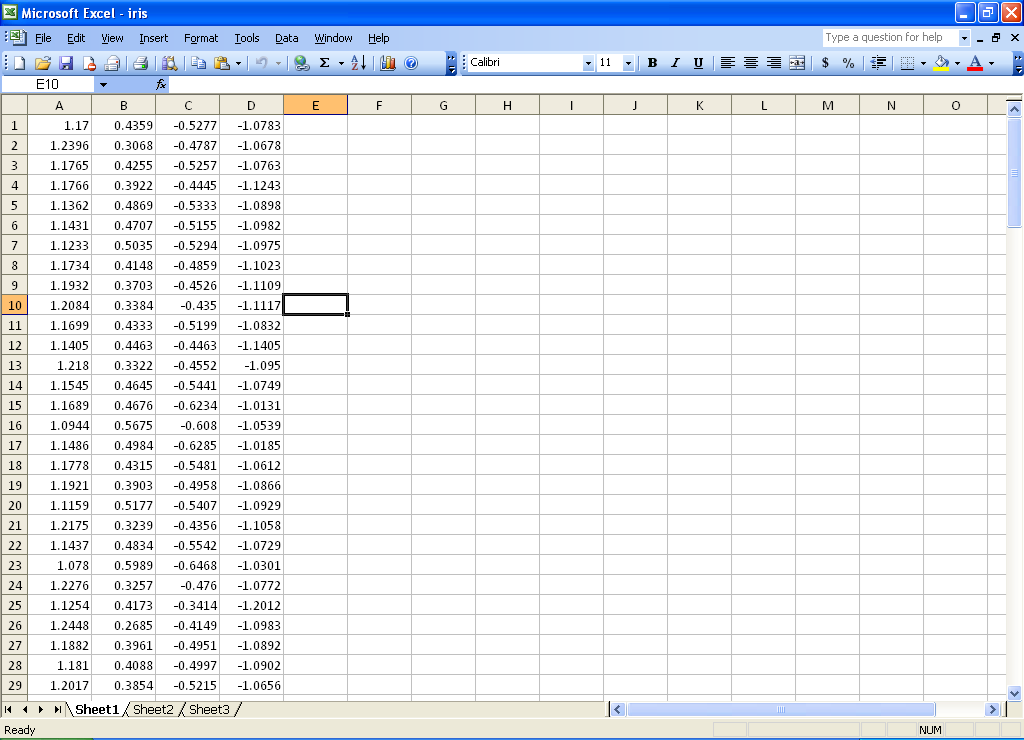 Microsoft Excel - iris
File Edit View Insert Format Tools Data Window Help Type a question for help
Calibri 11 B I U $ %
E10 fx
A B C D E F G H I J K L M N O
1 1.17 0.4359 -0.5277 -1.0783
2 1.2396 0.3068 -0.4787 -1.0678
3 1.1765 0.4255 -0.5257 -1.0763
4 1.1766 0.3922 -0.4445 -1.1243
5 1.1362 0.4869 -0.5333 -1.0898
6 1.1431 0.4707 -0.5155 -1.0982
7 1.1233 0.5035 -0.5294 -1.0975
8 1.1734 0.4148 -0.4859 -1.1023
9 1.1932 0.3703 -0.4526 -1.1109
10 1.2084 0.3384 -0.435 -1.1117
11 1.1699 0.4333 -0.5199 -1.0832
12 1.1405 0.4463 -0.4463 -1.1405
13 1.218 0.3322 -0.4552 -1.095
14 1.1545 0.4645 -0.5441 -1.0749
15 1.1689 0.4676 -0.6234 -1.0131
16 1.0944 0.5675 -0.608 -1.0539
17 1.1486 0.4984 -0.6285 -1.0185
18 1.1778 0.4315 -0.5481 -1.0612
19 1.1921 0.3903 -0.4958 -1.0866
20 1.1159 0.5177 -0.5407 -1.0929
21 1.2175 0.3239 -0.4356 -1.1058
22 1.1437 0.4834 -0.5542 -1.0729
23 1.078 0.5989 -0.6468 -1.0301
24 1.2276 0.3257 -0.476 -1.0772
25 1.1254 0.4173 -0.3414 -1.2012
26 1.2448 0.2685 -0.4149 -1.0983
27 1.1882 0.3961 -0.4951 -1.0892
28 1.181 0.4088 -0.4997 -1.0902
29 1.2017 0.3854 -0.5215 -1.0656
Sheet1 Sheet2 Sheet3
Ready NUM